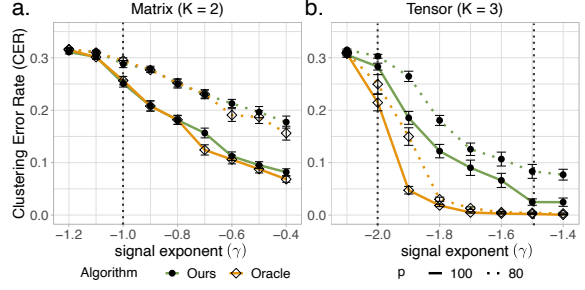 a. Matrix (K = 2)
b. Tensor (K = 3)
Clustering Error Rate (CER)
0.3
0.2
0.1
0.0
−1.2 −1.0 −0.8 −0.6 −0.4
signal exponent (γ)
0.3
0.2
0.1
0.0
−2.0 −1.8 −1.6 −1.4
signal exponent (γ)
Algorithm Ours Oracle
p 100 80